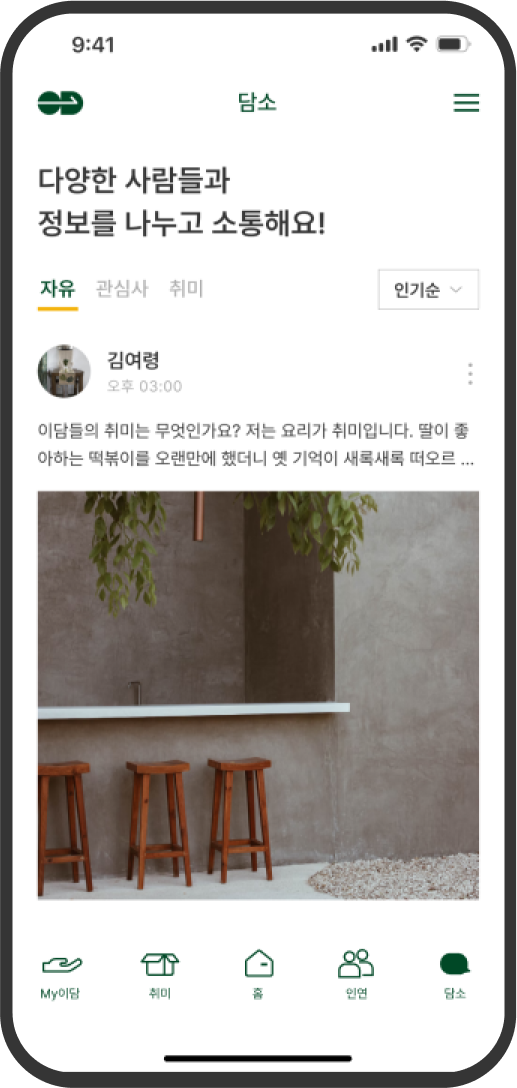 9:41
담소
다양한 사람들과
정보를 나누고 소통해요!
자유 관심사 취미 인기순
김여령
오후 03:00
이담들의 취미는 무엇인가요? 저는 요리가 취미입니다. 딸이 좋
아하는 떡볶이를 오랜만에 했더니 옛 기억이 새록새록 떠오르 ...
My이담 취미 홈 인연 담소